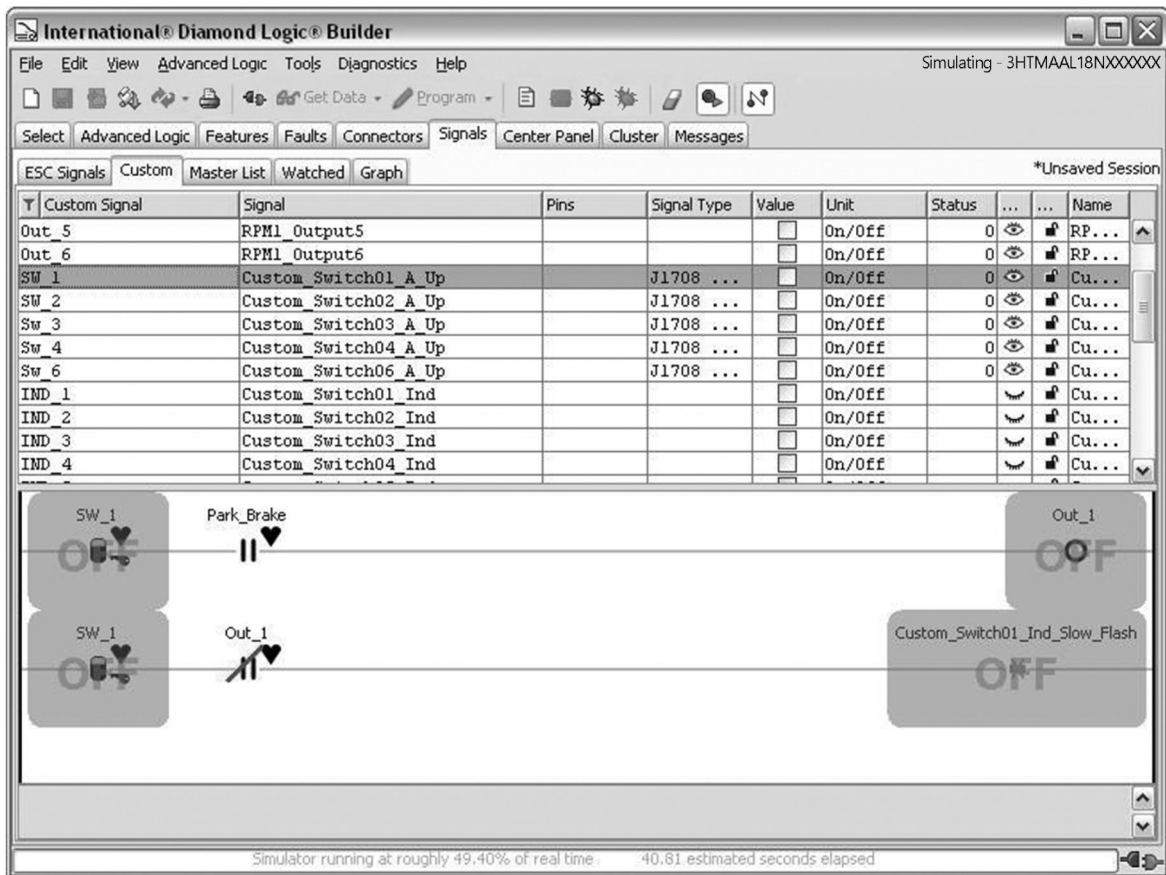 International® Diamond Logic® Builder
File Edit View Advanced Logic Tools Diagnostics Help
Simulating - 3HTMAAL18NXXXXXX
Get Data Program
Select Advanced Logic Features Faults Connectors Signals Center Panel Cluster Messages
ESC Signals Custom Master List Watched Graph
*Unsaved Session
Custom Signal Signal Pins Signal Type Value Unit Status ... ... Name
Out_5 RPM1_Output5 On/Off 0 RP...
Out_6 RPM1_Output6 On/Off 0 RP...
SW_1 Custom_Switch01_A_Up J1708 ... On/Off 0 Cu...
SW_2 Custom_Switch02_A_Up J1708 ... On/Off 0 Cu...
Sw_3 Custom_Switch03_A_Up J1708 ... On/Off 0 Cu...
Sw_4 Custom_Switch04_A_Up J1708 ... On/Off 0 Cu...
Sw_6 Custom_Switch06_A_Up J1708 ... On/Off 0 Cu...
IND_1 Custom_Switch01_Ind On/Off Cu...
IND_2 Custom_Switch02_Ind On/Off Cu...
IND_3 Custom_Switch03_Ind On/Off Cu...
IND_4 Custom_Switch04_Ind On/Off Cu...
SW_1 Park_Brake Out_1
OFF OFF
SW_1 Out_1 Custom_Switch01_Ind_Slow_Flash
OFF OFF
Simulator running at roughly 49.40% of real time 40.81 estimated seconds elapsed